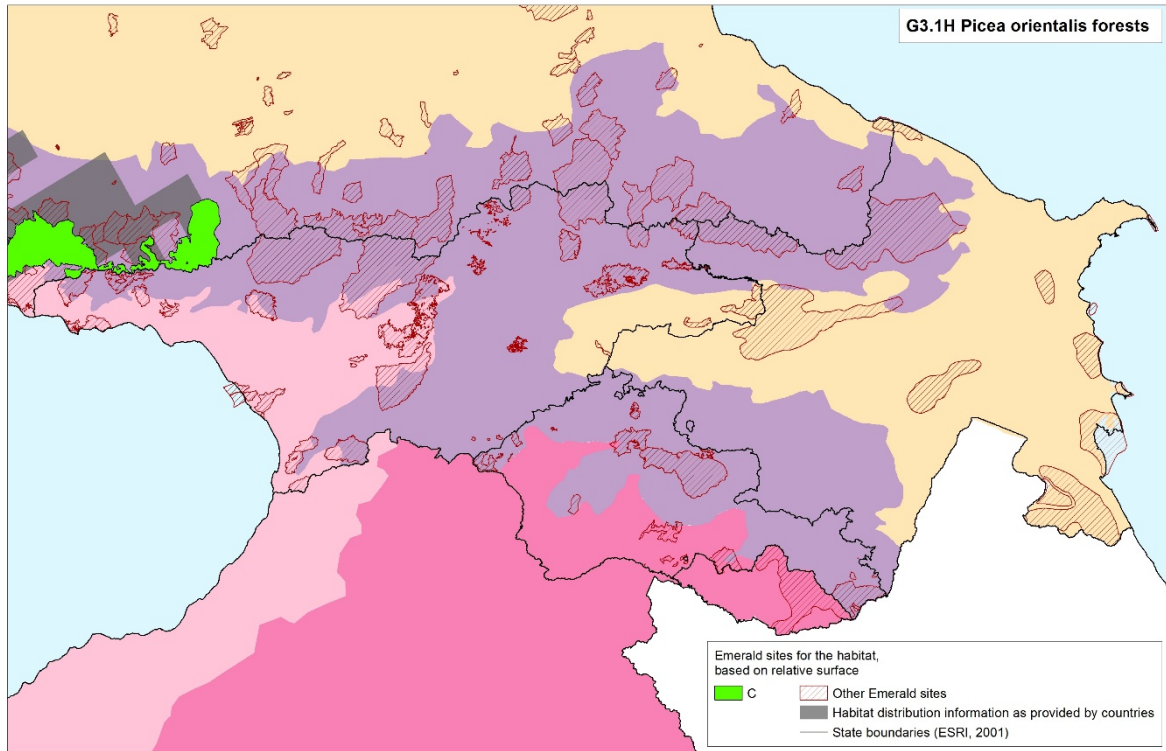 G3.1H Picea orientalis forests
Emerald sites for the habitat,
based on relative surface
C
Other Emerald sites
Habitat distribution information as provided by countries
State boundaries (ESRI, 2001)